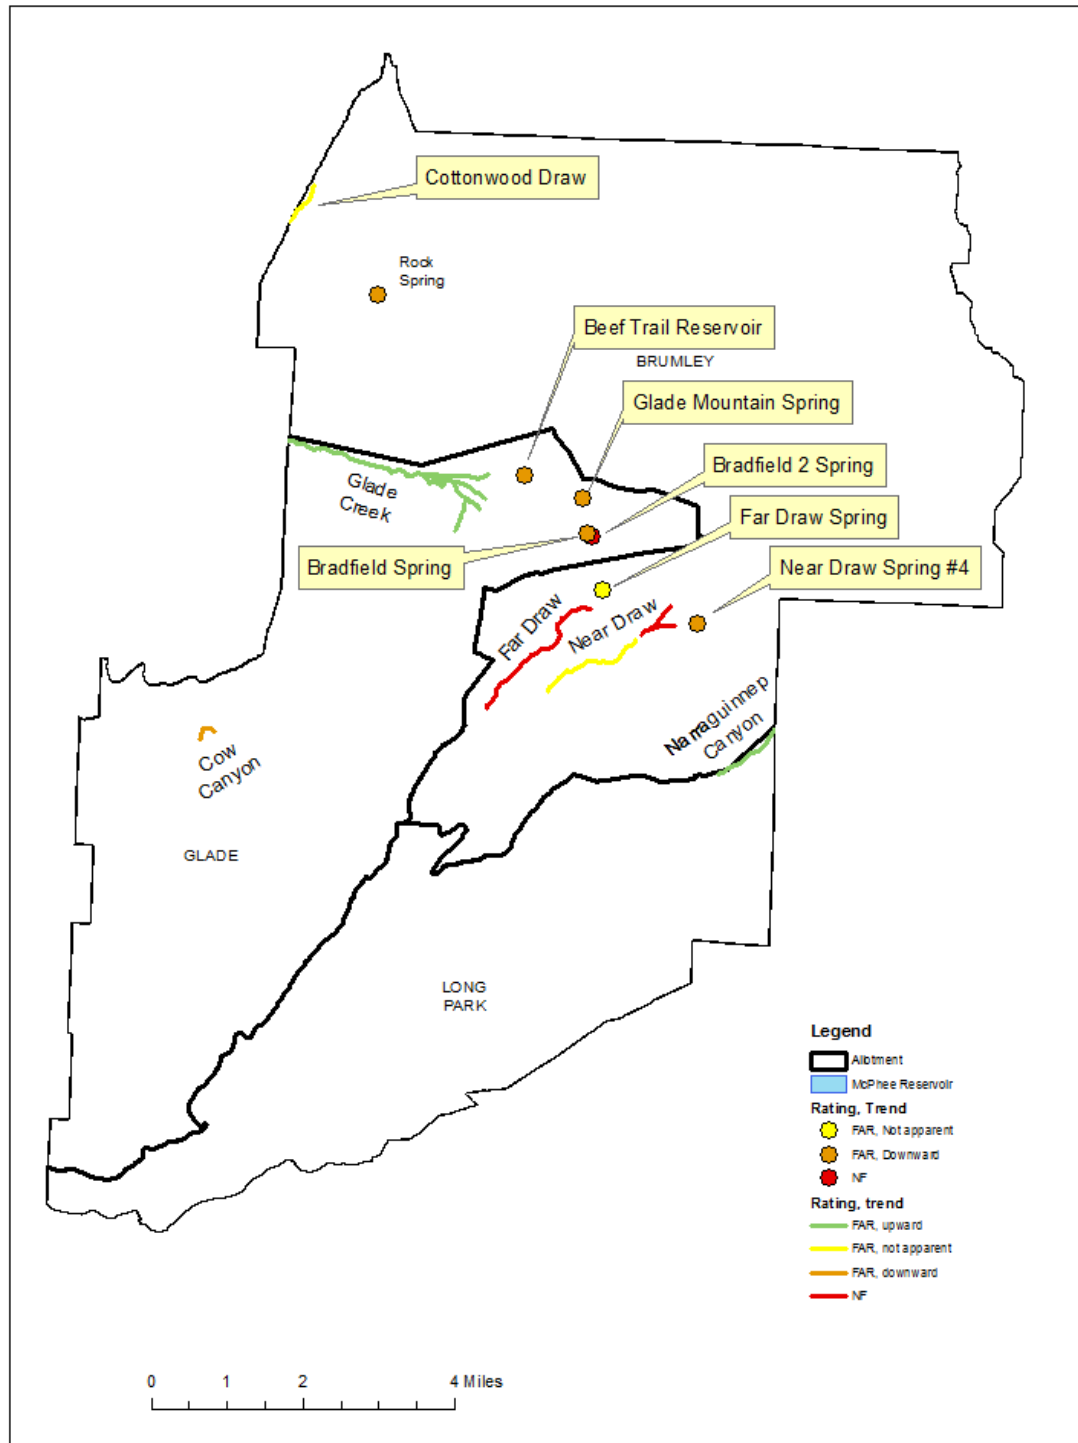 Cottonwood Draw
Rock
Spring
Beef Trail Reservoir
BRUMLEY
Glade Mountain Spring
Bradfield 2 Spring
Glade
Creek
Far Draw Spring
Bradfield Spring
Near Draw Spring #4
Far Draw
Near Draw
Narraguinnep
Canyon
Cow
Canyon
GLADE
LONG
PARK
Legend
Allotment
McPhee Reservoir
Rating, Trend
FAR, Not apparent
FAR, Downward
NF
Rating, trend
FAR, upward
FAR, not apparent
FAR, downward
NF
0 1 2 4 Miles